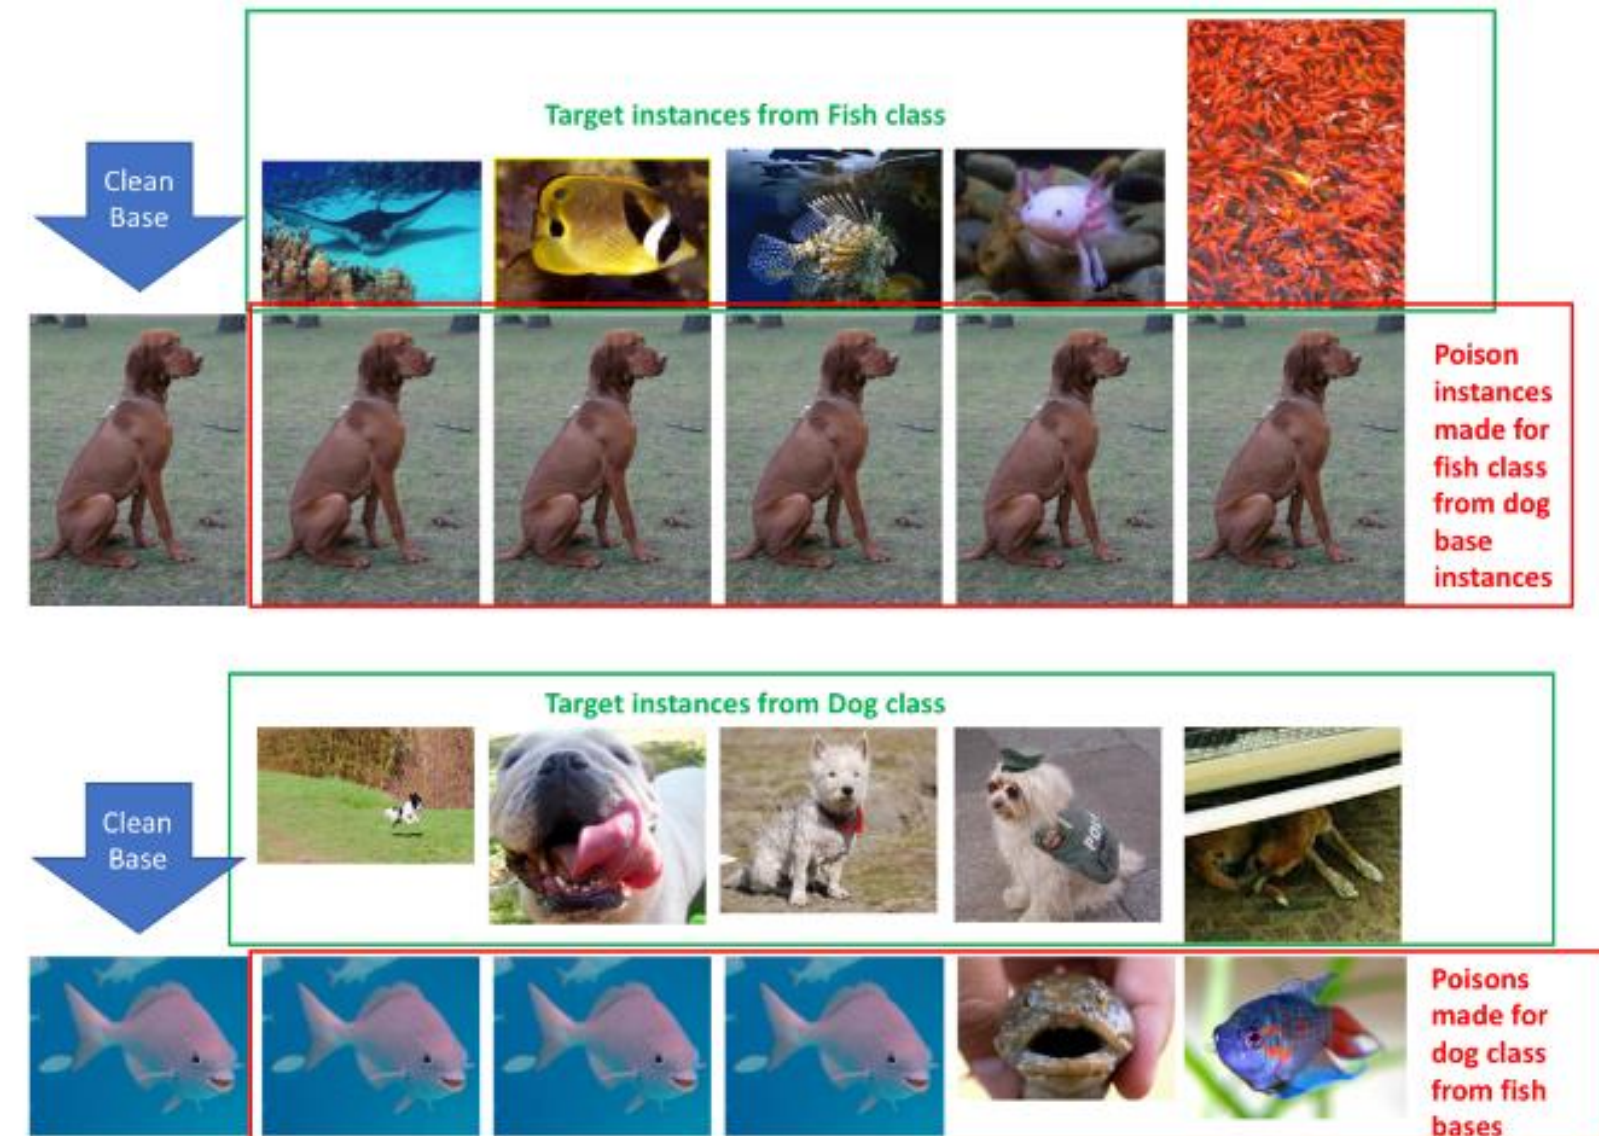 Target instances from Fish class
Clean
Base
Poison
instances
made for
fish class
from dog
base
instances
Target instances from Dog class
Clean
Base
Poisons
made for
dog class
from fish
bases